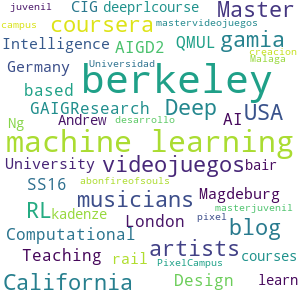 juvenil CIG deeprlcourse Master
campus coursera mastervideojuegos gamia
Intelligence AIGD2 QMUL creacion
Germany Universidad Malaga
based berkeley
GAIGResearch Deep USA
Ng Andrew desarrollo AI
machine learning
University videojuegos bair
SS16 abonfireofsouls
RL musicians Magdeburg
kadenze masterjuvenil
London pixel blog
Computational artists
Teaching rail PixelCampus courses
California Design learn